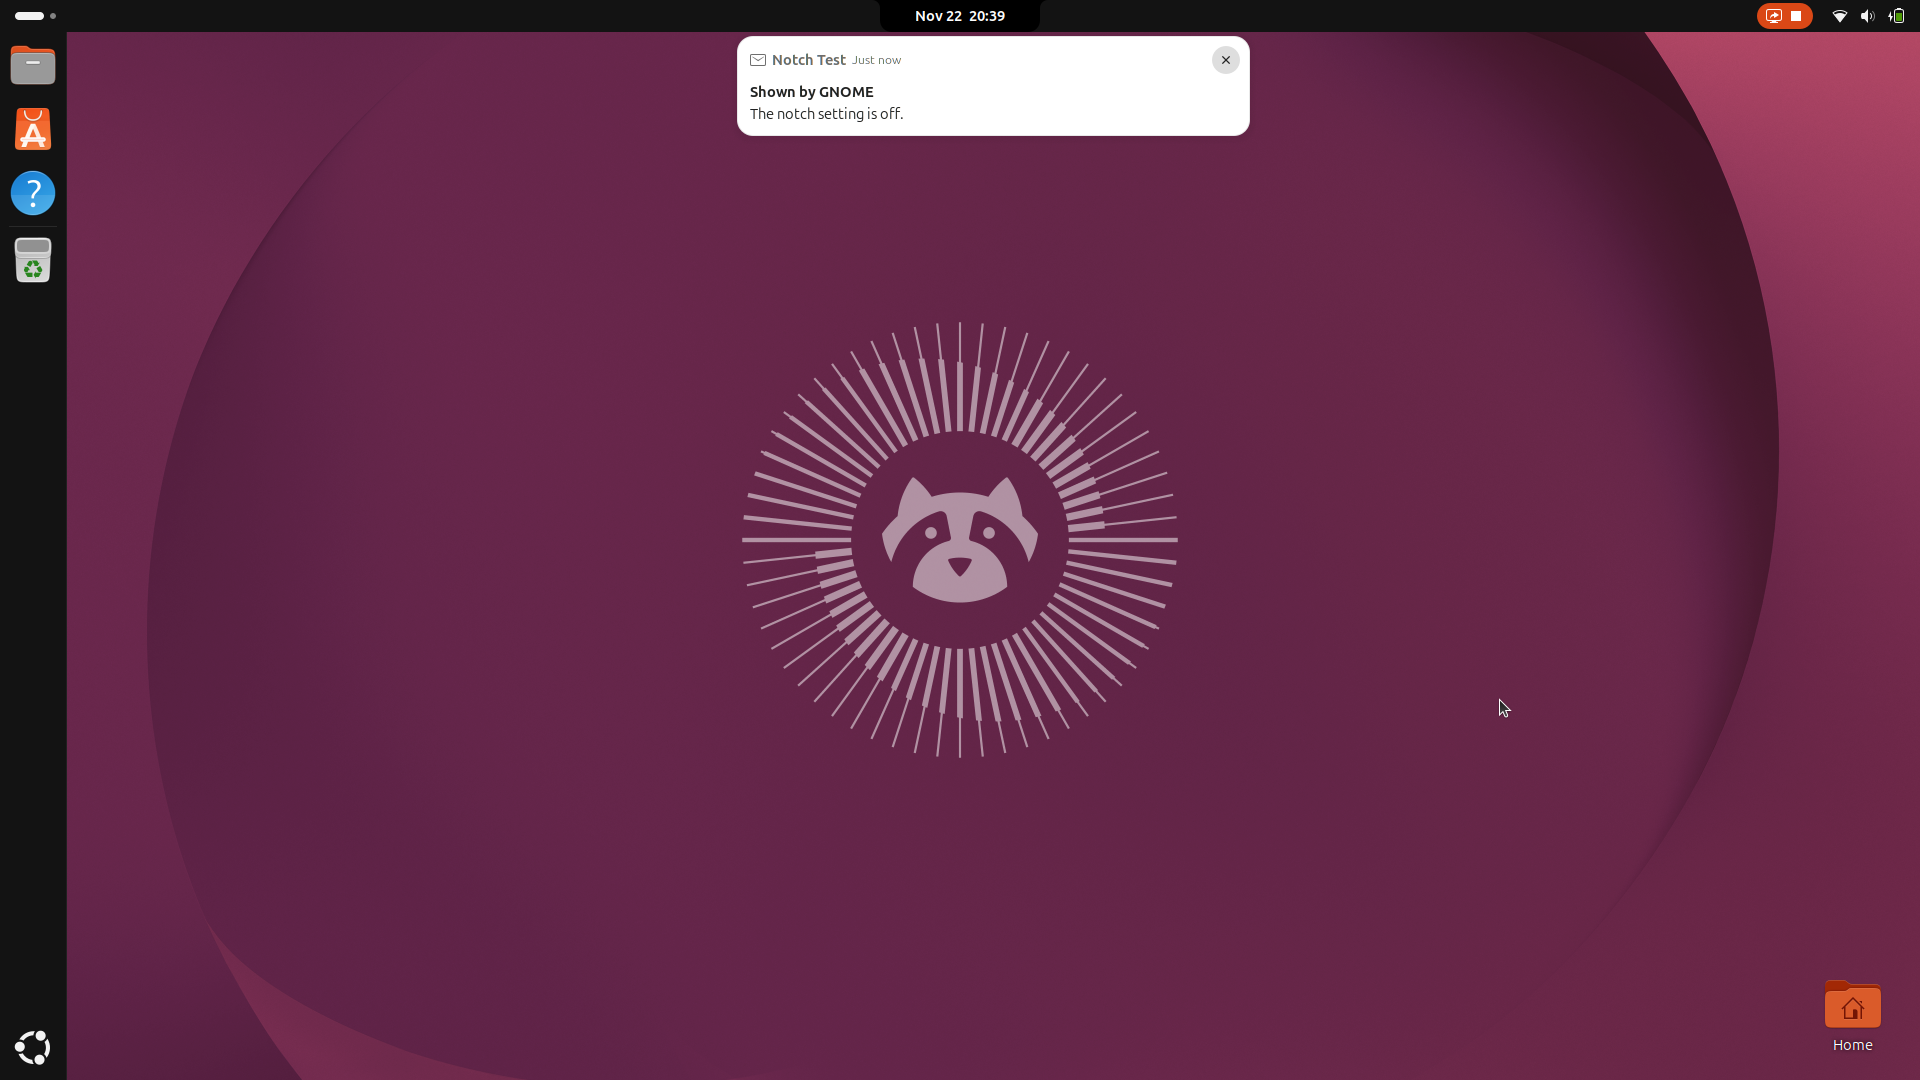 Nov 22 20:39
Notch Test Just now
Shown by GNOME
The notch setting is off.
Home